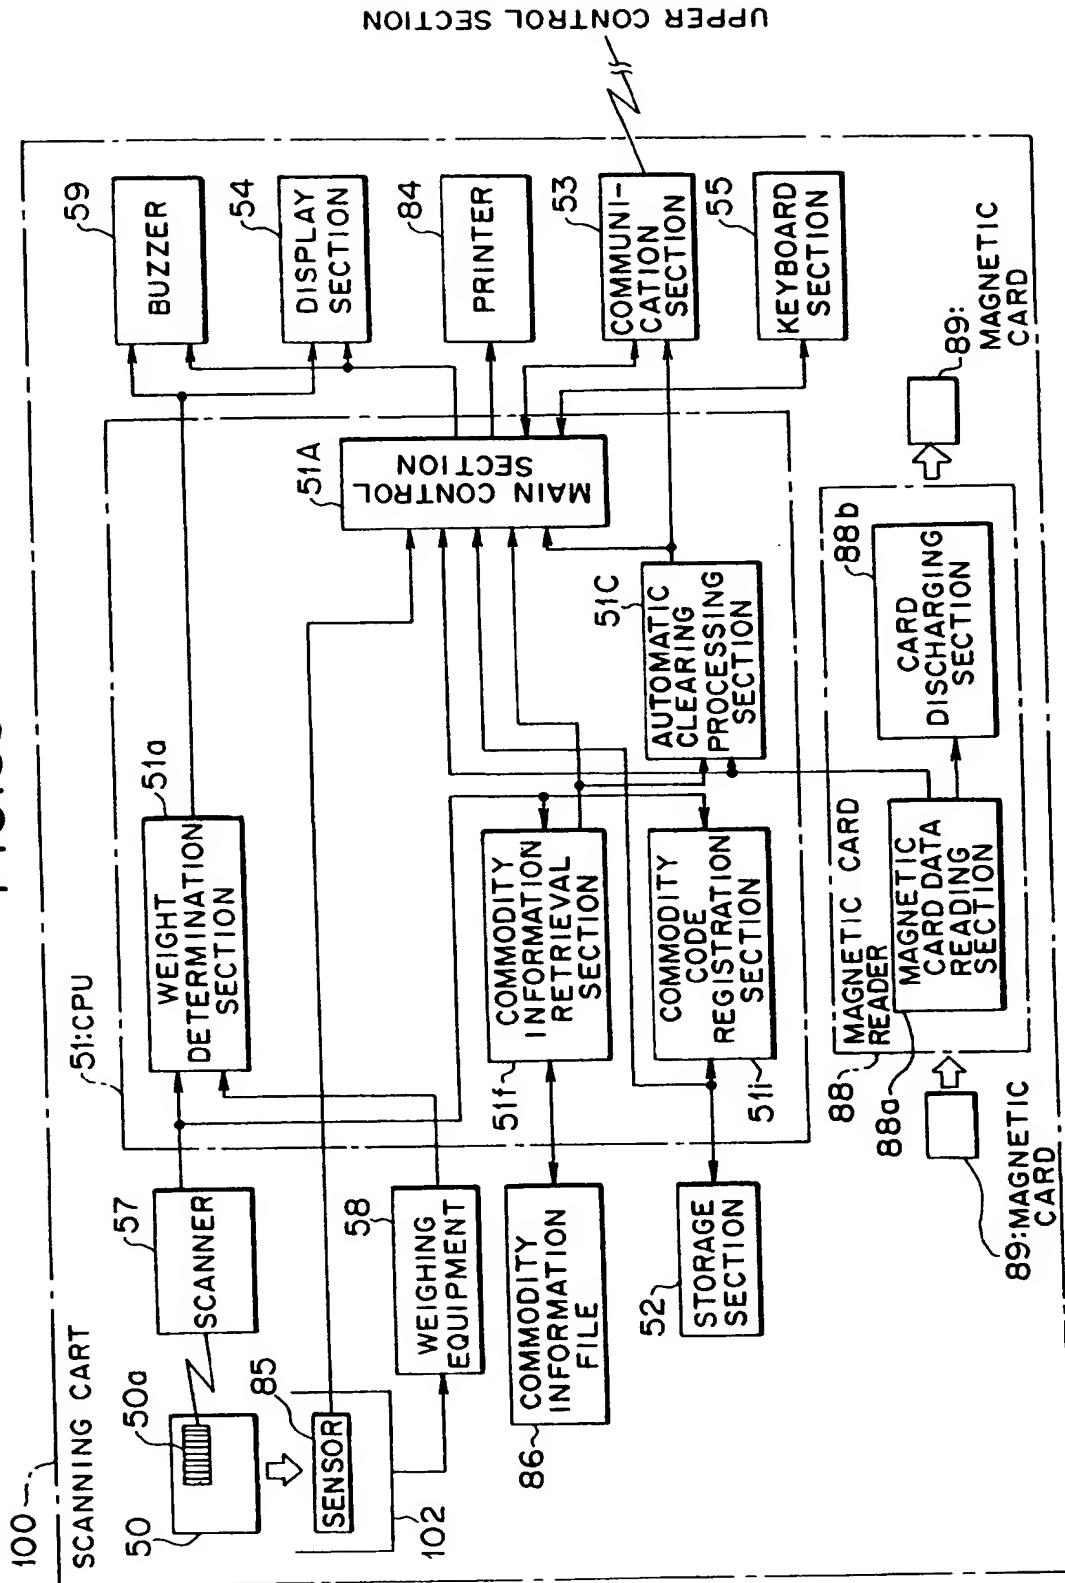 100
SCANNING CART
50
50a
57
SCANNER
85
SENSOR
102
58
WEIGHING
EQUIPMENT
86
COMMODITY
INFORMATION
FILE
52
STORAGE
SECTION
89:MAGNETIC
CARD
51:CPU
51a
WEIGHT
DETERMINATION
SECTION
51f
COMMODITY
INFORMATION
RETRIEVAL
SECTION
51i
COMMODITY
CODE
REGISTRATION
SECTION
51C
AUTOMATIC
CLEARING
PROCESSING
SECTION
51A
MAIN CONTROL
SECTION
88
MAGNETIC CARD
READER
88a
MAGNETIC
CARD DATA
READING
SECTION
88b
CARD
DISCHARGING
SECTION
89:
MAGNETIC
CARD
59
BUZZER
54
DISPLAY
SECTION
84
PRINTER
53
COMMUNI-
CATION
SECTION
55
KEYBOARD
SECTION
UPPER CONTROL SECTION